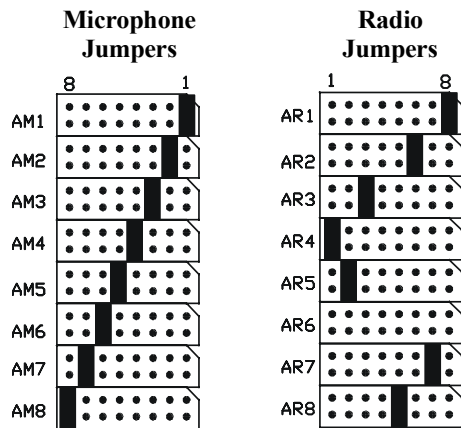 Microphone
Jumpers
8 1
AM1
AM2
AM3
AM4
AM5
AM6
AM7
AM8
Radio
Jumpers
1 8
AR1
AR2
AR3
AR4
AR5
AR6
AR7
AR8